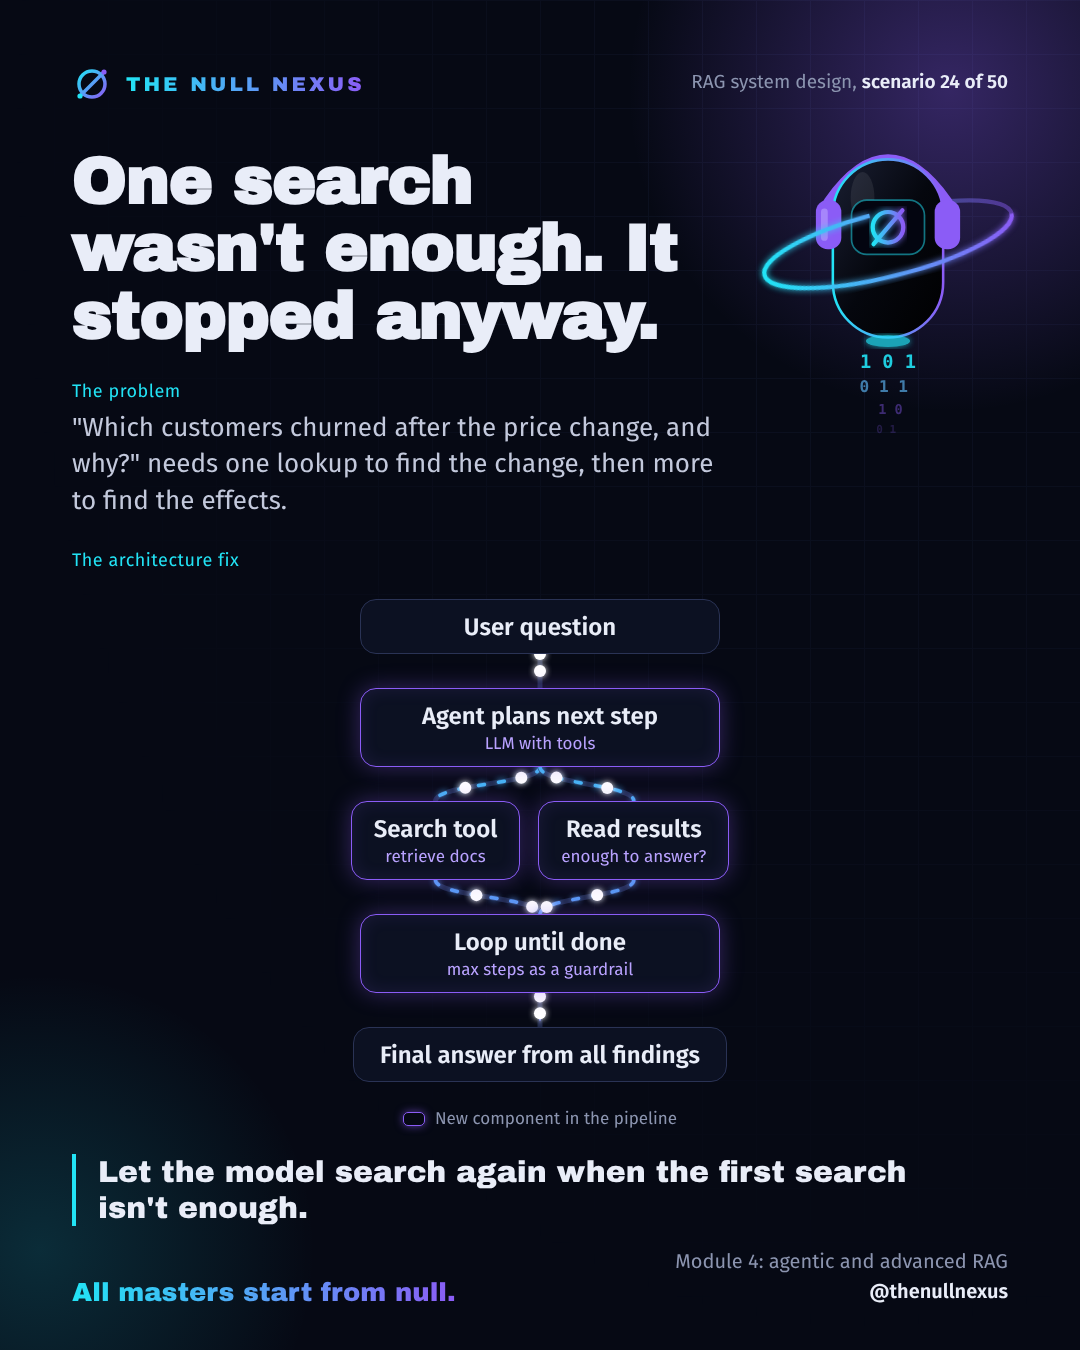 THE NULL NEXUS
RAG system design, scenario 24 of 50
One search
wasn't enough. It
stopped anyway.
1 0 1
0 1 1
1 0
0 1
The problem
"Which customers churned after the price change, and
why?" needs one lookup to find the change, then more
to find the effects.
The architecture fix
User question
Agent plans next step
LLM with tools
Search tool
retrieve docs
Read results
enough to answer?
Loop until done
max steps as a guardrail
Final answer from all findings
New component in the pipeline
Let the model search again when the first search
isn't enough.
Module 4: agentic and advanced RAG
All masters start from null.
@thenullnexus